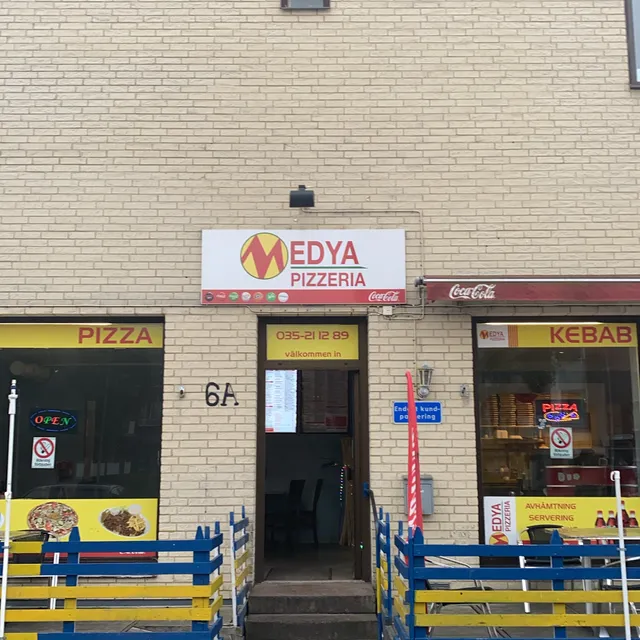 MEDYA
PIZZERIA
Coca-Cola
Coca-Cola
PIZZA
035-21 12 89
välkommen in
MEDYA
PIZZERIA
KEBAB
6A
OPEN
Endast kund-
parkering
PIZZA
MEDYA
PIZZERIA
AVHÄMTNING
SERVERING